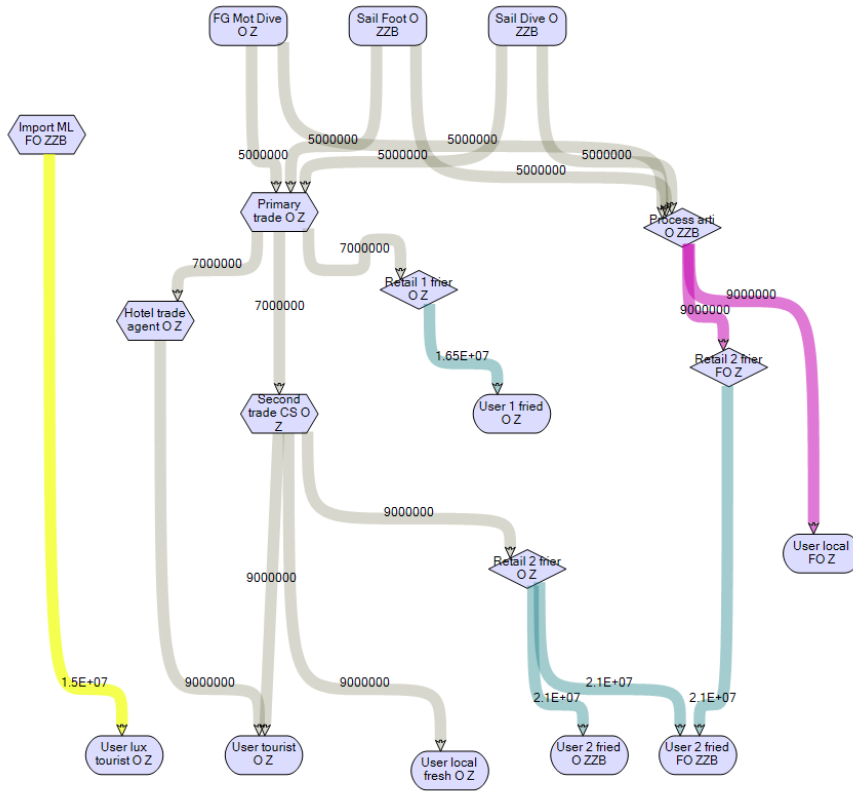 FG Mot Dive
O Z
Sail Foot O
ZZB
Sail Dive O
ZZB
Import ML
FO ZZB
5000000
5000000
5000000
5000000
5000000
5000000
Primary
trade O Z
Process arti
O ZZB
7000000
7000000
7000000
Retail 1 frier
O Z
9000000
9000000
Hotel trade
agent O Z
1.65E+07
Retail 2 frier
FO Z
Second
trade CS O
Z
User 1 fried
O Z
9000000
User local
FO Z
Retail 2 frier
O Z
9000000
1.5E+07
9000000
9000000
2.1E+07
2.1E+07
2.1E+07
User lux
tourist O Z
User tourist
O Z
User local
fresh O Z
User 2 fried
O ZZB
User 2 fried
FO ZZB